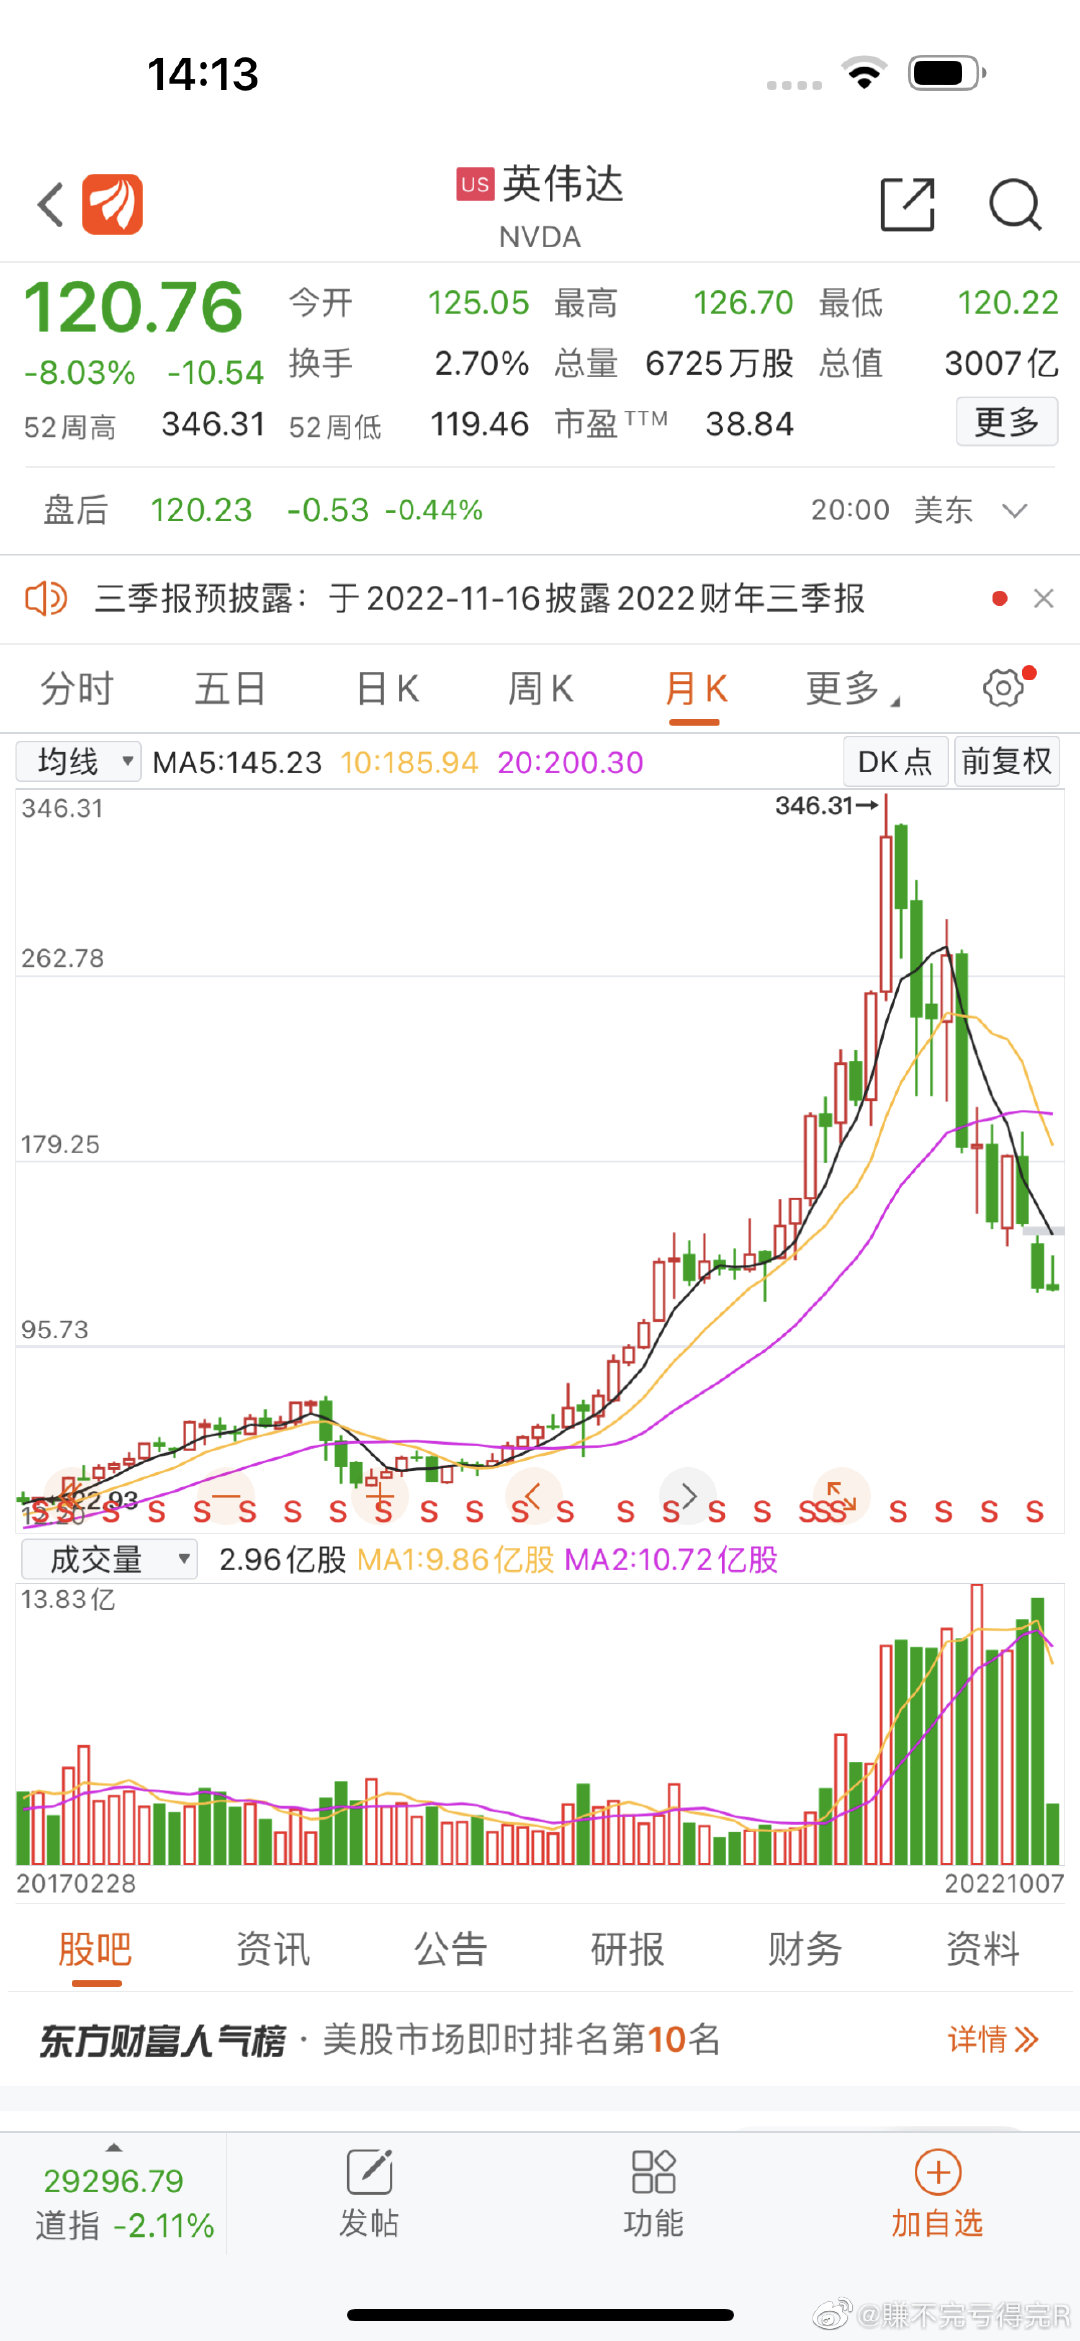 14:13
US 英伟达
NVDA
120.76 今开 125.05 最高 126.70 最低 120.22
-8.03% -10.54 换手 2.70% 总量 6725万股 总值 3007亿
52周高 346.31 52周低 119.46 市盈TTM 38.84 更多
盘后 120.23 -0.53 -0.44% 20:00 美东
三季报预披露：于2022-11-16披露2022财年三季报
分时 五日 日K 周K 月K 更多
均线 MA5:145.23 10:185.94 20:200.30 DK点 前复权
346.31 346.31→
262.78
179.25
95.73
22.93
12.20
S S S S S S S S S S S S S S S S S S S S S S S S
成交量 2.96亿股 MA1:9.86亿股 MA2:10.72亿股
13.83亿
20170228 20221007
股吧 资讯 公告 研报 财务 资料
东方财富人气榜 · 美股市场即时排名第10名 详情
29296.79
道指 -2.11% 发帖 功能 加自选
@赚不完亏得完R